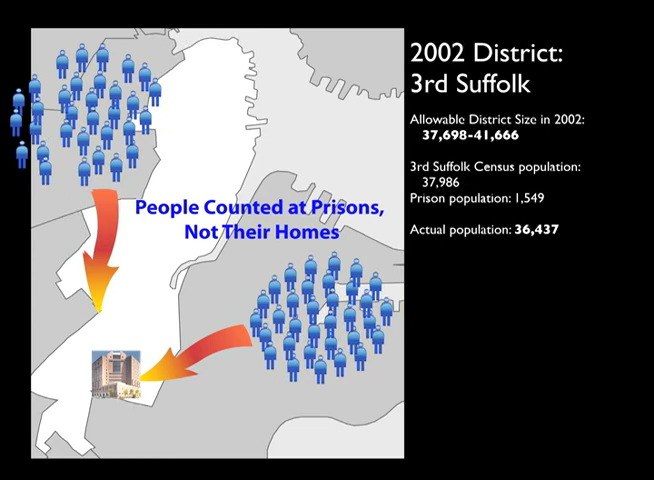 2002 District:
3rd Suffolk
Allowable District Size in 2002:
37,698-41,666
3rd Suffolk Census population:
37,986
Prison population: 1,549
Actual population: 36,437
People Counted at Prisons,
Not Their Homes